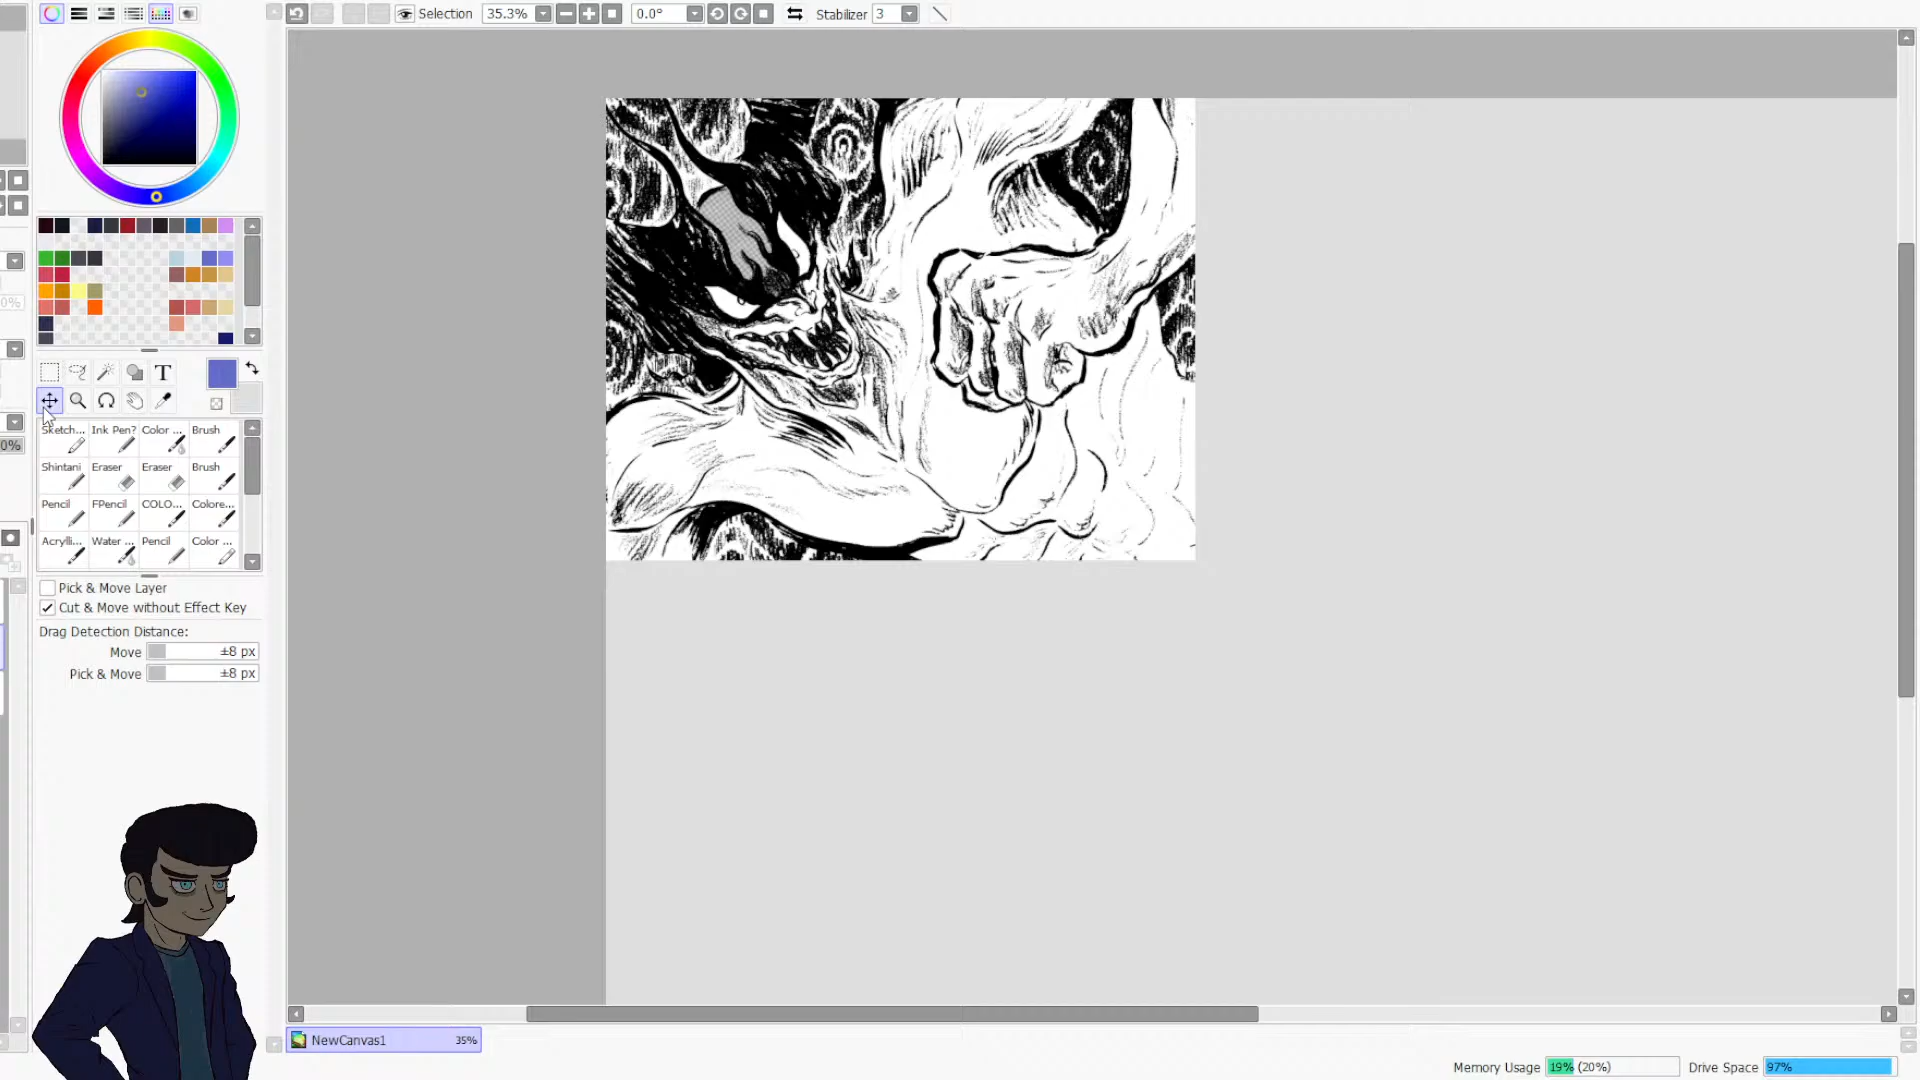 Selection 35.3% 0.0° Stabilizer 3
0%
0%
T
Sketch... Ink Pen? Color ... Brush
Shintani Eraser Eraser Brush
Pencil FPencil COLO... Colore...
Acryli... Water ... Pencil Color ...
Pick & Move Layer
Cut & Move without Effect Key
Drag Detection Distance:
Move ±8 px
Pick & Move ±8 px
NewCanvas1 35%
Memory Usage 19% (20%) Drive Space 97%